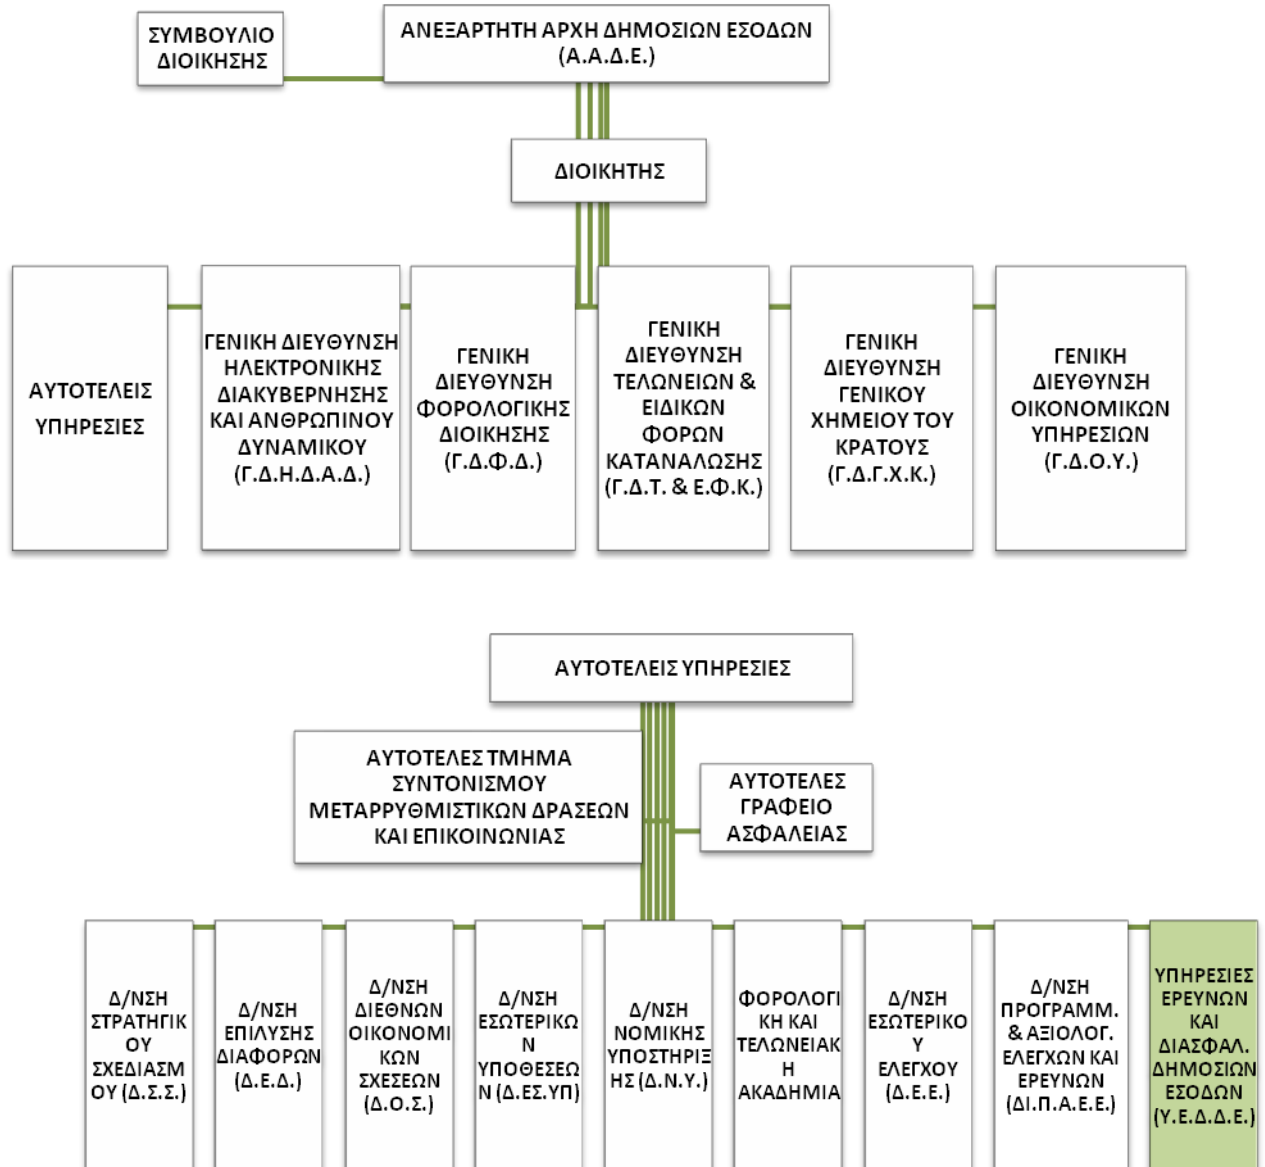 ΣΥΜΒΟΥΛΙΟ
ΔΙΟΙΚΗΣΗΣ
ΑΝΕΞΑΡΤΗΤΗ ΑΡΧΗ ΔΗΜΟΣΙΩΝ ΕΣΟΔΩΝ
(Α.Α.Δ.Ε.)
ΔΙΟΙΚΗΤΗΣ
ΑΥΤΟΤΕΛΕΙΣ
ΥΠΗΡΕΣΙΕΣ
ΓΕΝΙΚΗ ΔΙΕΥΘΥΝΣΗ
ΗΛΕΚΤΡΟΝΙΚΗΣ
ΔΙΑΚΥΒΕΡΝΗΣΗΣ
ΚΑΙ ΑΝΘΡΩΠΙΝΟΥ
ΔΥΝΑΜΙΚΟΥ
(Γ.Δ.Η.Δ.Α.Δ.)
ΓΕΝΙΚΗ
ΔΙΕΥΘΥΝΣΗ
ΦΟΡΟΛΟΓΙΚΗΣ
ΔΙΟΙΚΗΣΗΣ
(Γ.Δ.Φ.Δ.)
ΓΕΝΙΚΗ
ΔΙΕΥΘΥΝΣΗ
ΤΕΛΩΝΕΙΩΝ &
ΕΙΔΙΚΩΝ
ΦΟΡΩΝ
ΚΑΤΑΝΑΛΩΣΗΣ
(Γ.Δ.Τ. & Ε.Φ.Κ.)
ΓΕΝΙΚΗ
ΔΙΕΥΘΥΝΣΗ
ΓΕΝΙΚΟΥ
ΧΗΜΕΙΟΥ ΤΟΥ
ΚΡΑΤΟΥΣ
(Γ.Δ.Γ.Χ.Κ.)
ΓΕΝΙΚΗ
ΔΙΕΥΘΥΝΣΗ
ΟΙΚΟΝΟΜΙΚΩΝ
ΥΠΗΡΕΣΙΩΝ
(Γ.Δ.Ο.Υ.)
ΑΥΤΟΤΕΛΕΙΣ ΥΠΗΡΕΣΙΕΣ
ΑΥΤΟΤΕΛΕΣ ΤΜΗΜΑ
ΣΥΝΤΟΝΙΣΜΟΥ
ΜΕΤΑΡΡΥΘΜΙΣΤΙΚΩΝ ΔΡΑΣΕΩΝ
ΚΑΙ ΕΠΙΚΟΙΝΩΝΙΑΣ
ΑΥΤΟΤΕΛΕΣ
ΓΡΑΦΕΙΟ
ΑΣΦΑΛΕΙΑΣ
Δ/ΝΣΗ
ΣΤΡΑΤΗΓΙΚ
ΟΥ
ΣΧΕΔΙΑΣΜ
ΟΥ (Δ.Σ.Σ.)
Δ/ΝΣΗ
ΕΠΙΛΥΣΗΣ
ΔΙΑΦΟΡΩΝ
(Δ.Ε.Δ.)
Δ/ΝΣΗ
ΔΙΕΘΝΩΝ
ΟΙΚΟΝΟΜΙ
ΚΩΝ
ΣΧΕΣΕΩΝ
(Δ.Ο.Σ.)
Δ/ΝΣΗ
ΕΣΩΤΕΡΙΚΩ
Ν
ΥΠΟΘΕΣΕΩ
Ν (Δ.ΕΣ.ΥΠ)
Δ/ΝΣΗ
ΝΟΜΙΚΗΣ
ΥΠΟΣΤΗΡΙΞ
ΗΣ (Δ.Ν.Υ.)
ΦΟΡΟΛΟΓΙ
ΚΗ ΚΑΙ
ΤΕΛΩΝΕΙΑΚ
Η
ΑΚΑΔΗΜΙΑ
Δ/ΝΣΗ
ΕΣΩΤΕΡΙΚΟ
Υ
ΕΛΕΓΧΟΥ
(Δ.Ε.Ε.)
Δ/ΝΣΗ
ΠΡΟΓΡΑΜΜ.
& ΑΞΙΟΛΟΓ.
ΕΛΕΓΧΩΝ ΚΑΙ
ΕΡΕΥΝΩΝ
(ΔΙ.Π.Α.Ε.Ε.)
ΥΠΗΡΕΣΙΕΣ
ΕΡΕΥΝΩΝ
ΚΑΙ
ΔΙΑΣΦΑΛ.
ΔΗΜΟΣΙΩΝ
ΕΣΟΔΩΝ
(Υ.Ε.Δ.Δ.Ε.)